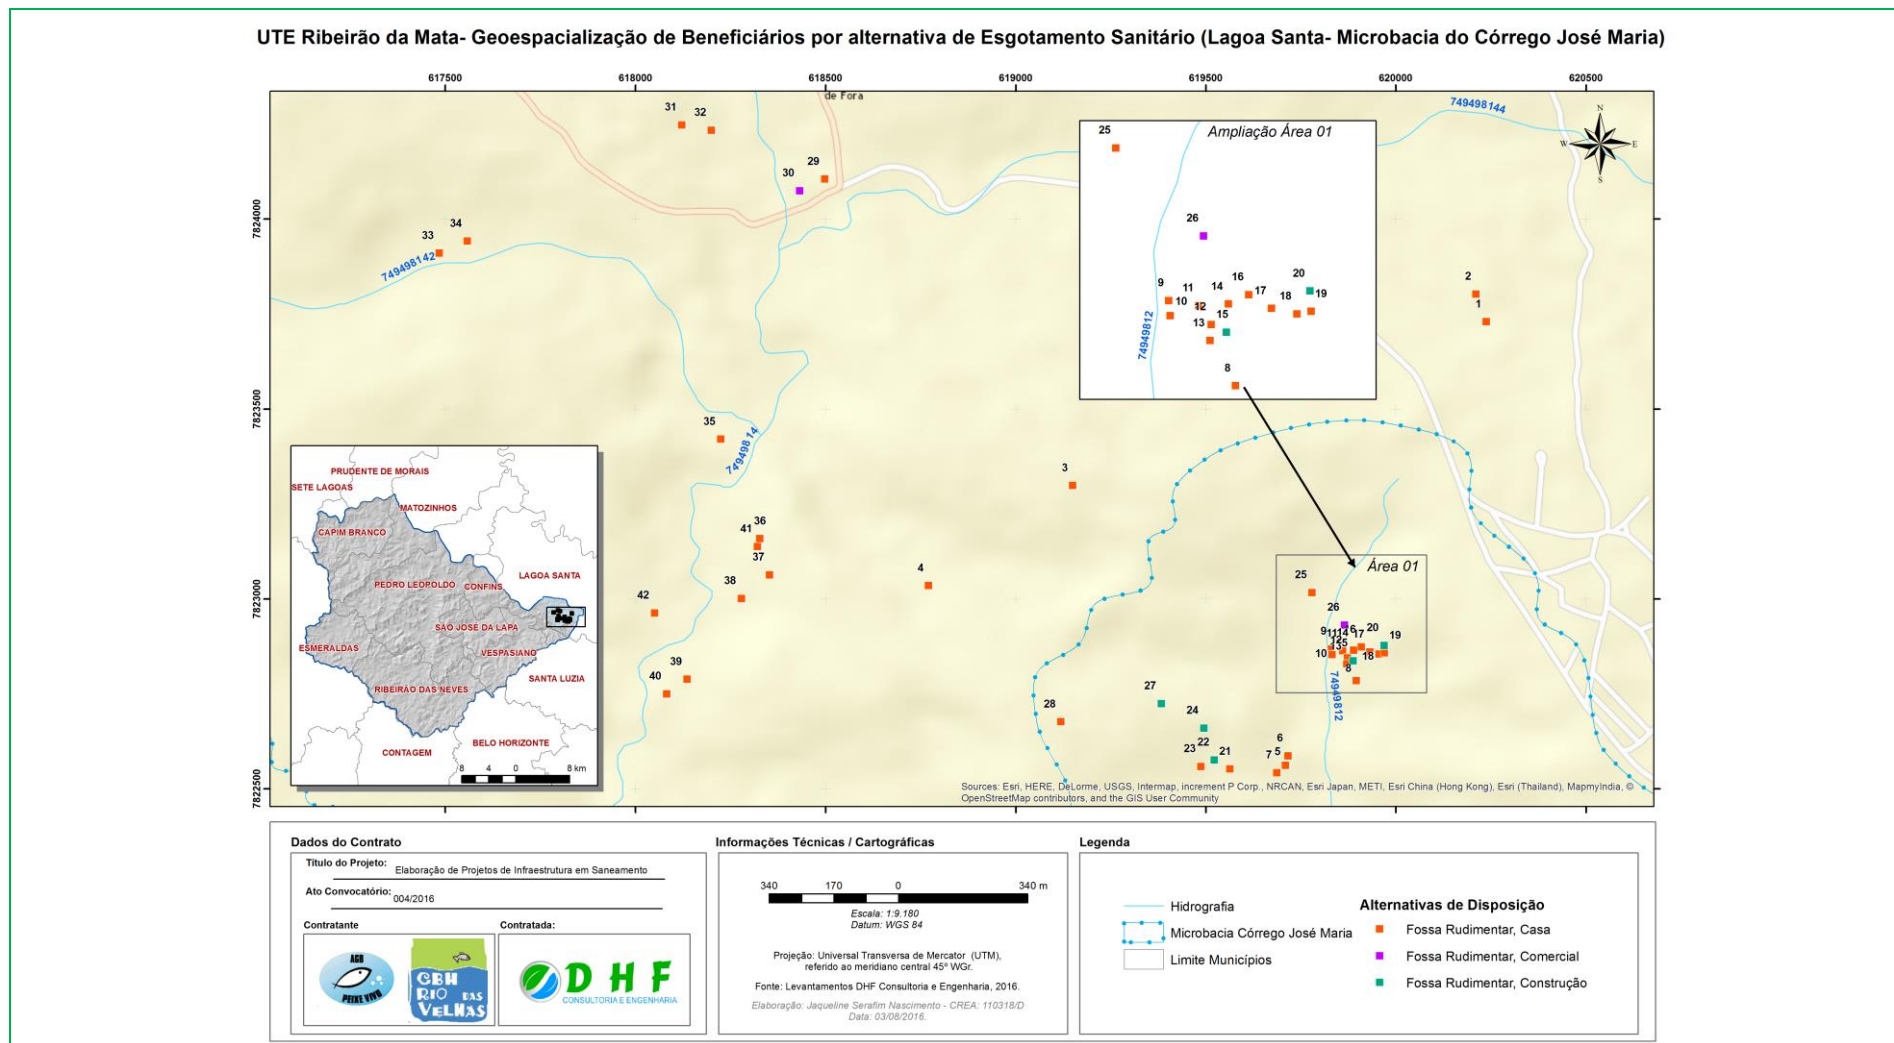 UTE Ribeirão da Mata- Geoespacialização de Beneficiários por alternativa de Esgotamento Sanitário (Lagoa Santa- Microbacia do Córrego José Maria)
617500 618000 618500 619000 619500 620000 620500
de Fora
7824000
7823500
7823000
7822500
749498144
749498142
74949814
74949812
31 32
30 29
33 34
35
41 36
37
38
42
39
40
3
4
2
1
28
27
24
23 22 21
7 5 6
Ampliação Área 01
25
26
9 10 11 12 13 14 15 16 17 18 19 20
8
74949812
Área 01
25
26
9 11 14 6 17 20 19
12 5
10 13 18
8
PRUDENTE DE MORAIS
SETE LAGOAS
MATOZINHOS
CAPIM BRANCO
LAGOA SANTA
PEDRO LEOPOLDO CONFINS
SÃO JOSÉ DA LAPA
ESMERALDAS
VESPASIANO
SANTA LUZIA
RIBEIRÃO DAS NEVES
BELO HORIZONTE
CONTAGEM
8 4 0 8 km
N
W E
S
Sources: Esri, HERE, DeLorme, USGS, Intermap, increment P Corp., NRCAN, Esri Japan, METI, Esri China (Hong Kong), Esri (Thailand), MapmyIndia, ©
OpenStreetMap contributors, and the GIS User Community
Dados do Contrato
Título do Projeto: Elaboração de Projetos de Infraestrutura em Saneamento
Ato Convocatório: 004/2016
Contratante
Contratada:
AGB
PEIXE VIVO
CBH
RIO DAS
VELHAS
DHF
CONSULTORIA E ENGENHARIA
Informações Técnicas / Cartográficas
340 170 0 340 m
Escala: 1:9.180
Datum: WGS 84
Projeção: Universal Transversa de Mercator (UTM),
referido ao meridiano central 45º WGr.
Fonte: Levantamentos DHF Consultoria e Engenharia, 2016.
Elaboração: Jaqueline Serafim Nascimento - CREA: 110318/D
Data: 03/08/2016.
Legenda
Hidrografia
Microbacia Córrego José Maria
Limite Municípios
Alternativas de Disposição
Fossa Rudimentar, Casa
Fossa Rudimentar, Comercial
Fossa Rudimentar, Construção